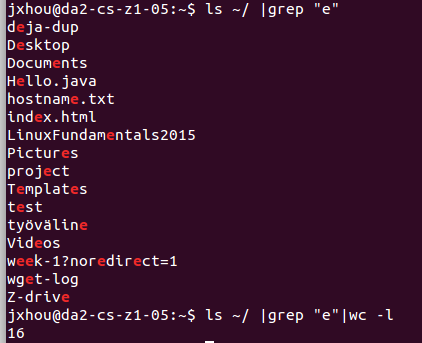 jxhou@da2-cs-z1-05:~$ ls ~/ |grep "e"
deja-dup
Desktop
Documents
Hello.java
hostname.txt
index.html
LinuxFundamentals2015
Pictures
project
Templates
test
työväline
Videos
week-1?noredirect=1
wget-log
Z-drive
jxhou@da2-cs-z1-05:~$ ls ~/ |grep "e"|wc -l
16